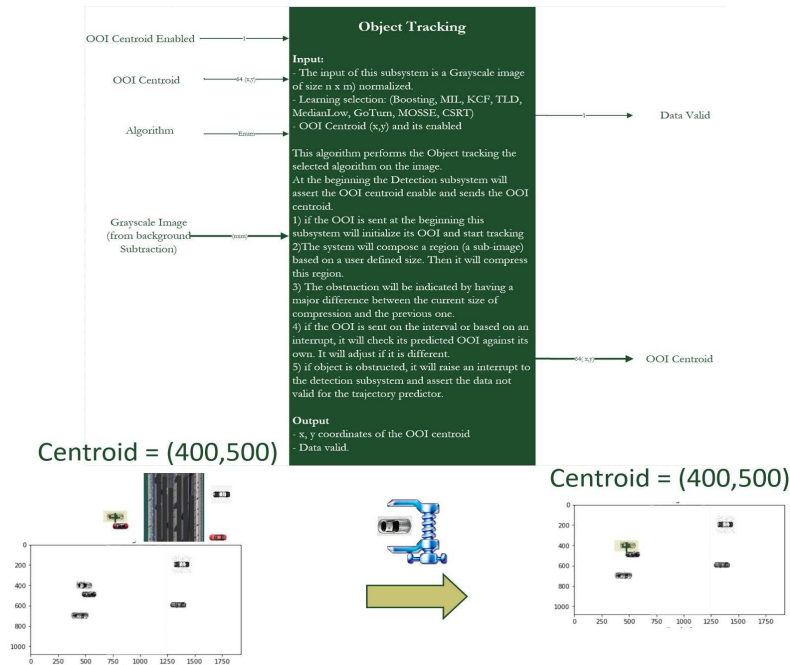 Object Tracking
OOI Centroid Enabled
1
OOI Centroid
64 (x,y)
Algorithm
Enum
Grayscale Image
(from background
Subtraction)
(nxm)
Input:
- The input of this subsystem is a Grayscale image
of size n x m) normalized.
- Learning selection: (Boosting, MIL, KCF, TLD,
MedianLow, GoTurn, MOSSE, CSRT)
- OOI Centroid (x,y) and its enabled
This algorithm performs the Object tracking the
selected algorithm on the image.
At the beginning the Detection subsystem will
assert the OOI centroid enable and sends the OOI
centroid.
1) if the OOI is sent at the beginning this
subsystem will initialize its OOI and start tracking
2)The system will compose a region (a sub-image)
based on a user defined size. Then it will compress
this region.
3) The obstruction will be indicated by having a
major difference between the current size of
compression and the previous one.
4) if the OOI is sent on the interval or based on an
interrupt, it will check its predicted OOI against its
own. It will adjust if it is different.
5) if object is obstructed, it will raise an interrupt to
the detection subsystem and assert the data not
valid for the trajectory predictor.
Output
- x, y coordinates of the OOI centroid
- Data valid.
1
Data Valid
64( x,y)
OOI Centroid
Centroid = (400,500)
0
200
400
600
800
1000
0 250 500 750 1000 1250 1500 1750
Centroid = (400,500)
0
200
400
600
800
1000
0 250 500 750 1000 1250 1500 1750